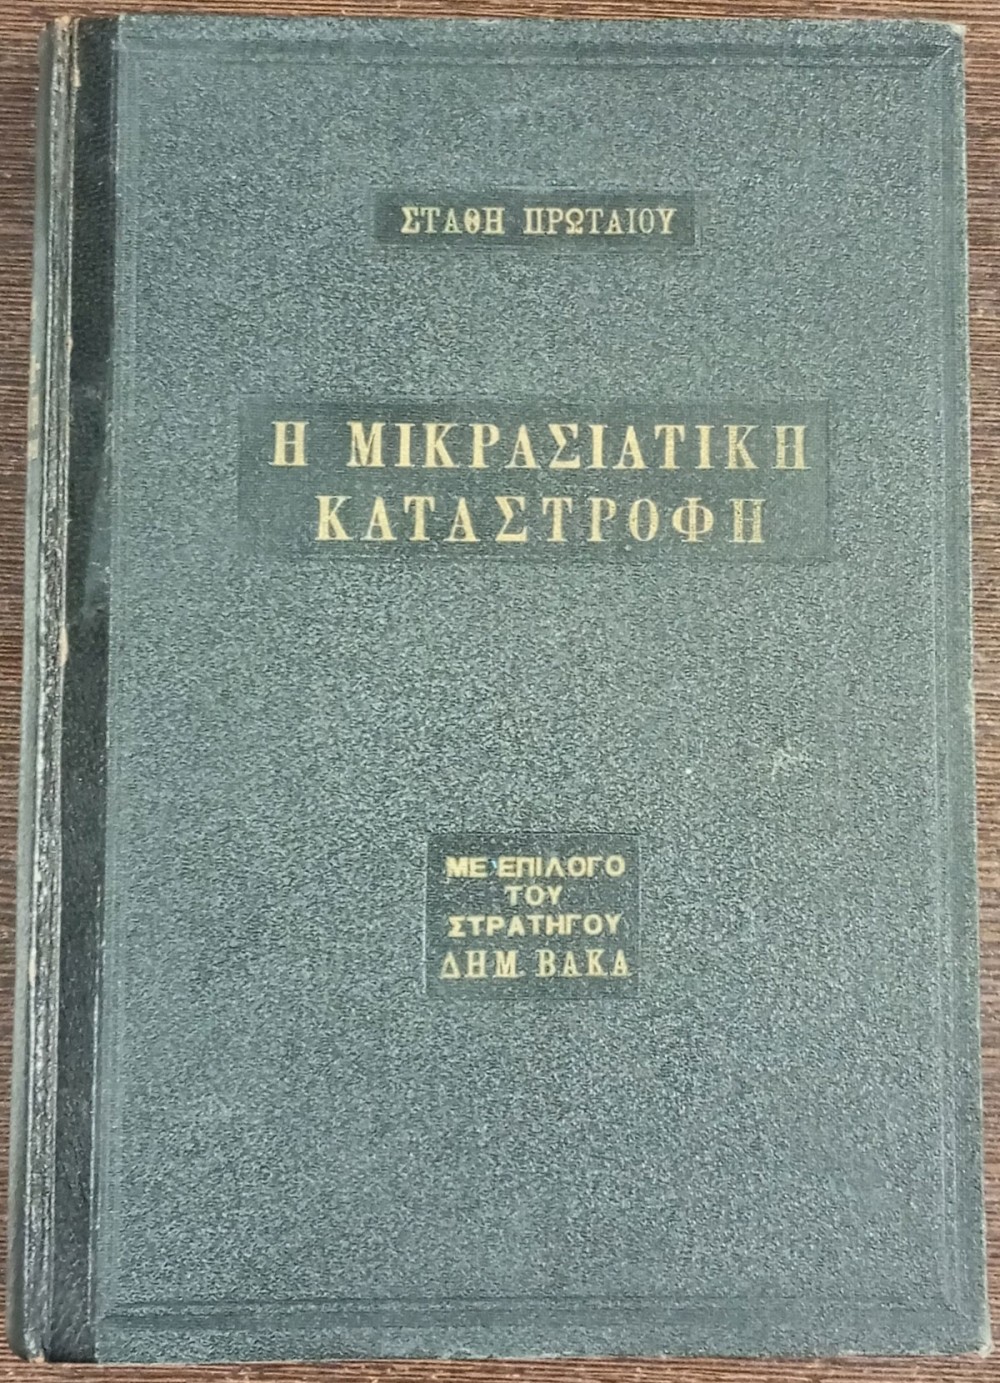 ΣΤΑΘΗ ΠΡΩΤΑΙΟΥ
Η ΜΙΚΡΑΣΙΑΤΙΚΗ
ΚΑΤΑΣΤΡΟΦΗ
ΜΕ ΕΠΙΛΟΓΟ
ΤΟΥ
ΣΤΡΑΤΗΓΟΥ
ΔΗΜ. ΒΑΚΑ